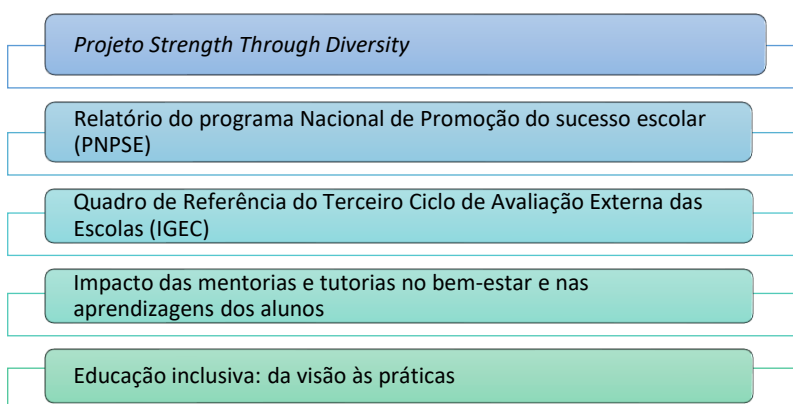 Projeto Strength Through Diversity
Relatório do programa Nacional de Promoção do sucesso escolar
(PNPSE)
Quadro de Referência do Terceiro Ciclo de Avaliação Externa das
Escolas (IGEC)
Impacto das mentorias e tutorias no bem-estar e nas
aprendizagens dos alunos
Educação inclusiva: da visão às práticas